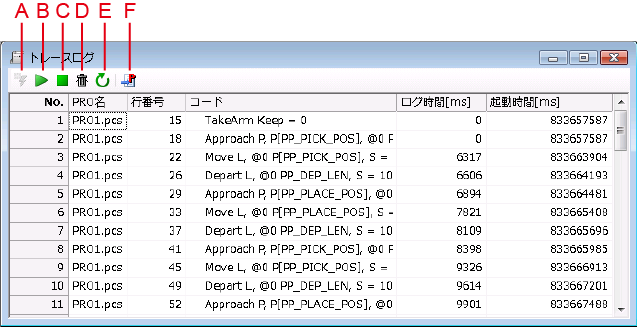 A B C D E F
トレースログ
No. PRO名 行番号 コード ログ時間[ms] 起動時間[ms]
1 PRO1.pcs 15 TakeArm Keep = 0 0 833657587
2 PRO1.pcs 18 Approach P, P[PP_PICK_POS], @0 P 0 833657587
3 PRO1.pcs 22 Move L, @0 P[PP_PICK_POS], S = 6317 833663904
4 PRO1.pcs 26 Depart L, @0 PP_DEP_LEN, S = 10 6606 833664193
5 PRO1.pcs 29 Approach P, P[PP_PLACE_POS], @0 6894 833664481
6 PRO1.pcs 33 Move L, @0 P[PP_PLACE_POS], S = 7821 833665408
7 PRO1.pcs 37 Depart L, @0 PP_DEP_LEN, S = 10 8109 833665696
8 PRO1.pcs 41 Approach P, P[PP_PICK_POS], @0 P 8398 833665985
9 PRO1.pcs 45 Move L, @0 P[PP_PICK_POS], S = 9326 833666913
10 PRO1.pcs 49 Depart L, @0 PP_DEP_LEN, S = 10 9614 833667201
11 PRO1.pcs 52 Approach P, P[PP_PLACE_POS], @0 9901 833667488